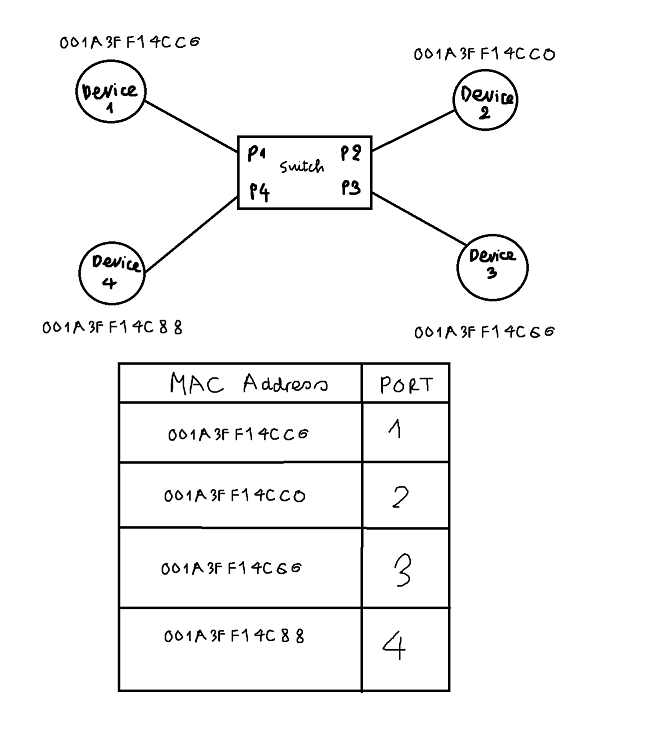 001A3FF14CC6
001A3FF14CC0
Device
1
Device
2
P1
Switch
P2
P4
P3
Device
4
Device
3
001A3FF14C88
001A3FF14C66
MAC Address
PORT
001A3FF14CC6
1
001A3FF14CC0
2
001A3FF14C66
3
001A3FF14C88
4